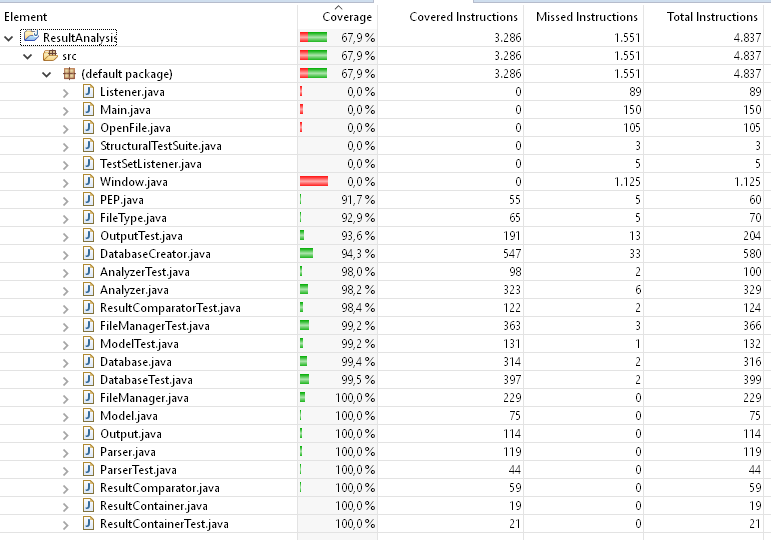 Element Coverage Covered Instructions Missed Instructions Total Instructions
ResultAnalysis 67,9 % 3.286 1.551 4.837
src 67,9 % 3.286 1.551 4.837
(default package) 67,9 % 3.286 1.551 4.837
Listener.java 0,0 % 0 89 89
Main.java 0,0 % 0 150 150
OpenFile.java 0,0 % 0 105 105
StructuralTestSuite.java 0,0 % 0 3 3
TestSetListener.java 0,0 % 0 5 5
Window.java 0,0 % 0 1.125 1.125
PEP.java 91,7 % 55 5 60
FileType.java 92,9 % 65 5 70
OutputTest.java 93,6 % 191 13 204
DatabaseCreator.java 94,3 % 547 33 580
AnalyzerTest.java 98,0 % 98 2 100
Analyzer.java 98,2 % 323 6 329
ResultComparatorTest.java 98,4 % 122 2 124
FileManagerTest.java 99,2 % 363 3 366
ModelTest.java 99,2 % 131 1 132
Database.java 99,4 % 314 2 316
DatabaseTest.java 99,5 % 397 2 399
FileManager.java 100,0 % 229 0 229
Model.java 100,0 % 75 0 75
Output.java 100,0 % 114 0 114
Parser.java 100,0 % 119 0 119
ParserTest.java 100,0 % 44 0 44
ResultComparator.java 100,0 % 59 0 59
ResultContainer.java 100,0 % 19 0 19
ResultContainerTest.java 100,0 % 21 0 21